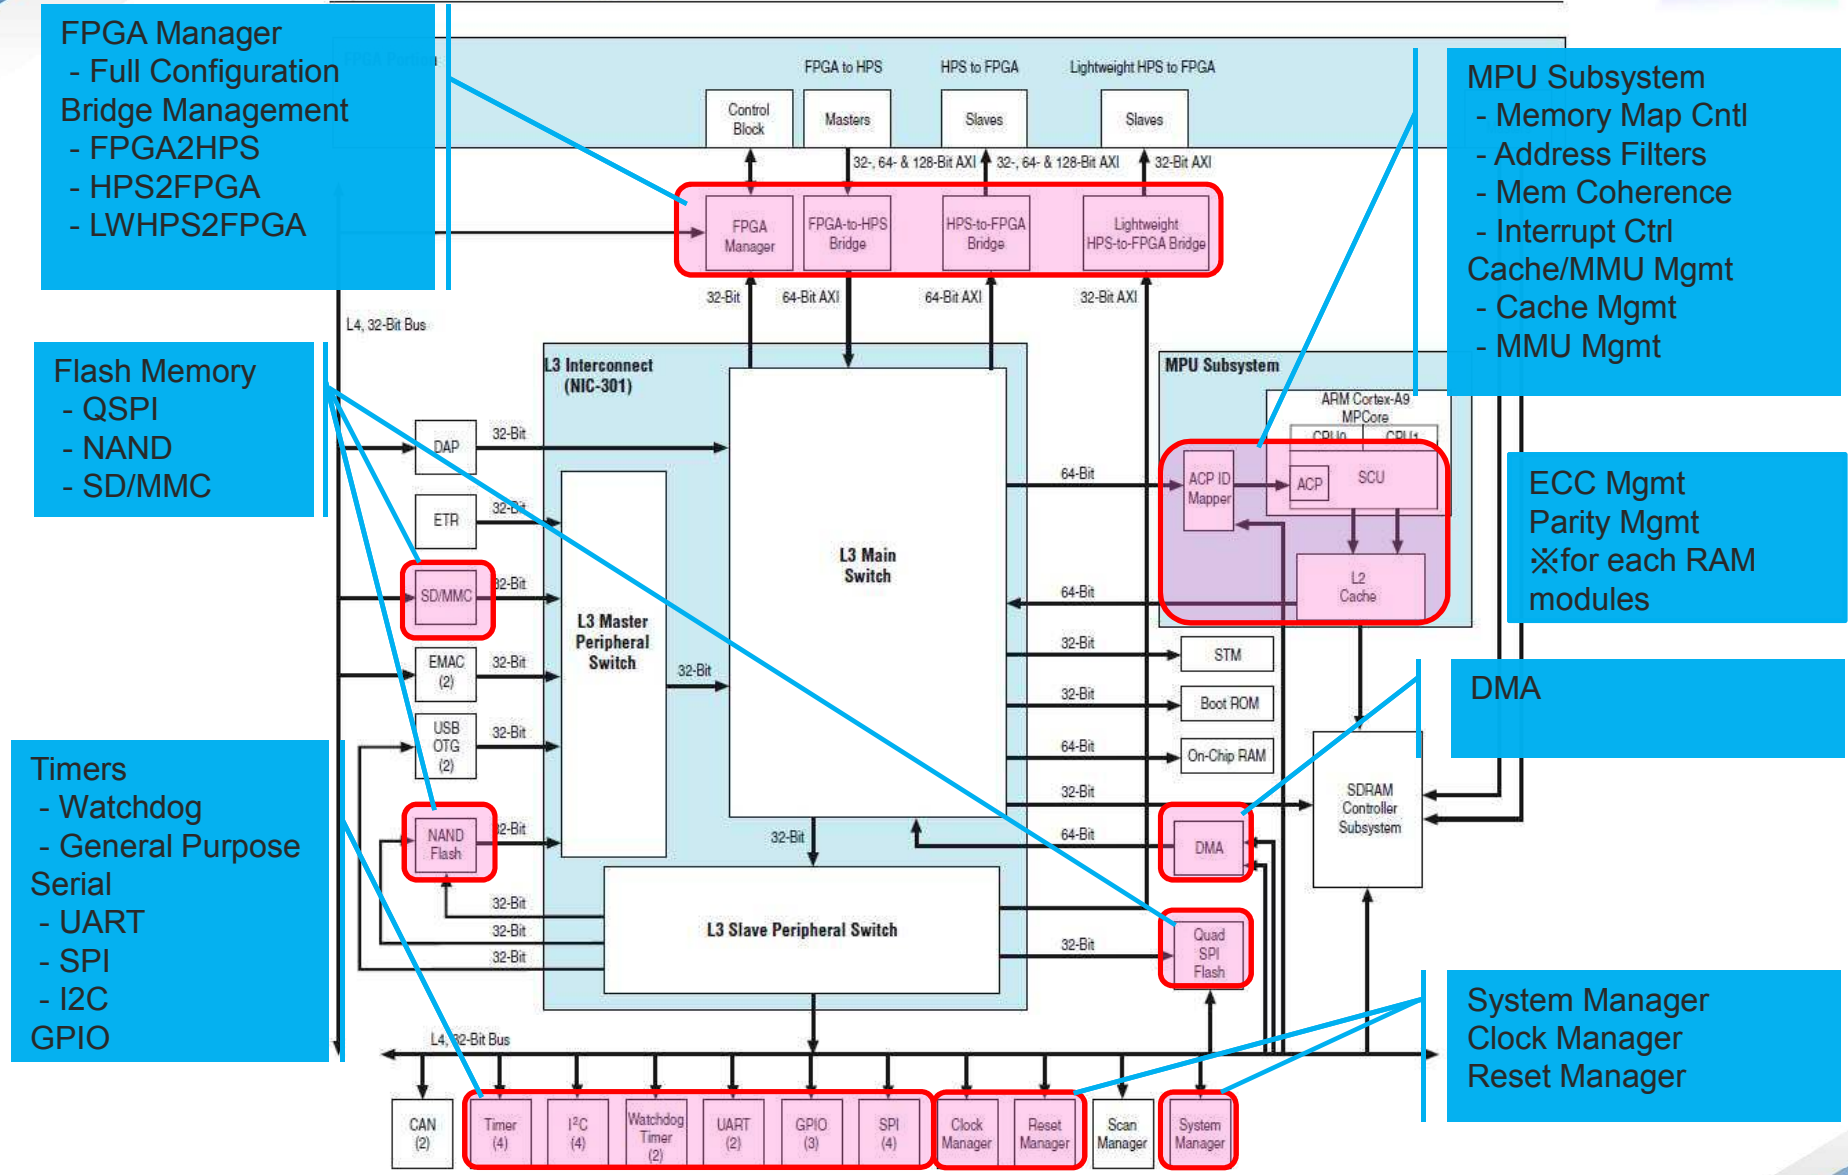 FPGA Manager
- Full Configuration
Bridge Management
- FPGA2HPS
- HPS2FPGA
- LWHPS2FPGA
FPGA to HPS
HPS to FPGA
Lightweight HPS to FPGA
Control
Block
Masters
Slaves
Slaves
32-, 64- & 128-Bit AXI
32-, 64- & 128-Bit AXI
32-Bit AXI
FPGA
Manager
FPGA-to-HPS
Bridge
HPS-to-FPGA
Bridge
Lightweight
HPS-to-FPGA Bridge
32-Bit
64-Bit AXI
64-Bit AXI
32-Bit AXI
MPU Subsystem
- Memory Map Cntl
- Address Filters
- Mem Coherence
- Interrupt Ctrl
Cache/MMU Mgmt
- Cache Mgmt
- MMU Mgmt
L4, 32-Bit Bus
Flash Memory
- QSPI
- NAND
- SD/MMC
L3 Interconnect
(NIC-301)
MPU Subsystem
ARM Cortex-A9
MPCore
CPU0
CPU1
ACP ID
Mapper
ACP
SCU
L2
Cache
ECC Mgmt
Parity Mgmt
※for each RAM
modules
DAP
32-Bit
ETR
32-Bit
SD/MMC
32-Bit
EMAC
(2)
32-Bit
USB
OTG
(2)
32-Bit
NAND
Flash
32-Bit
L3 Master
Peripheral
Switch
32-Bit
L3 Main
Switch
64-Bit
64-Bit
32-Bit
STM
32-Bit
Boot ROM
64-Bit
On-Chip RAM
32-Bit
SDRAM
Controller
Subsystem
64-Bit
DMA
DMA
32-Bit
Timers
- Watchdog
- General Purpose
Serial
- UART
- SPI
- I2C
GPIO
32-Bit
32-Bit
32-Bit
L3 Slave Peripheral Switch
32-Bit
Quad
SPI
Flash
System Manager
Clock Manager
Reset Manager
L4, 32-Bit Bus
CAN
(2)
Timer
(4)
I²C
(4)
Watchdog
Timer
(2)
UART
(2)
GPIO
(3)
SPI
(4)
Clock
Manager
Reset
Manager
Scan
Manager
System
Manager